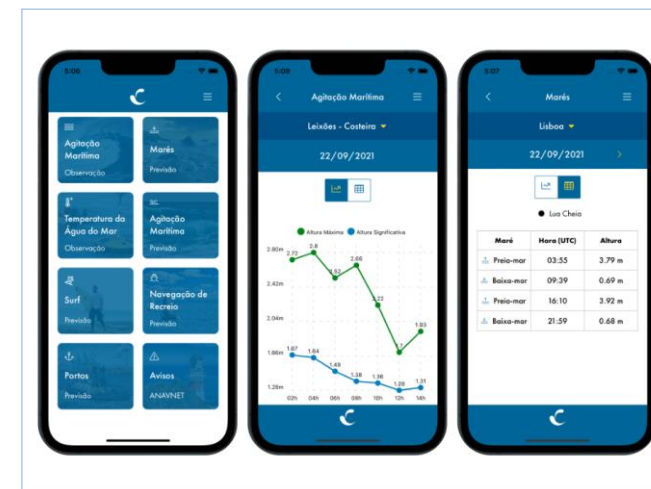 5:06
Agitação
Marítima
Observação
Marés
Previsão
Temperatura da
Água do Mar
Observação
Agitação
Marítima
Previsão
Surf
Previsão
Navegação de
Recreio
Previsão
Portos
Previsão
Avisos
ANAVNET
Agitação Marítima
Leixões - Costeira
22/09/2021
Altura Máxima Altura Significativa
2.80m
2.42m
2.04m
1.66m
1.28m
2.72
2.8
2.52
2.66
2.22
1.7
1.93
1.67
1.64
1.49
1.38
1.36
1.28
1.31
02h 04h 06h 08h 10h 12h 14h
5:07
Marés
Lisboa
22/09/2021
Lua Cheia
Maré Hora (UTC) Altura
Preia-mar 03:55 3.79 m
Baixa-mar 09:39 0.69 m
Preia-mar 16:10 3.92 m
Baixa-mar 21:59 0.68 m